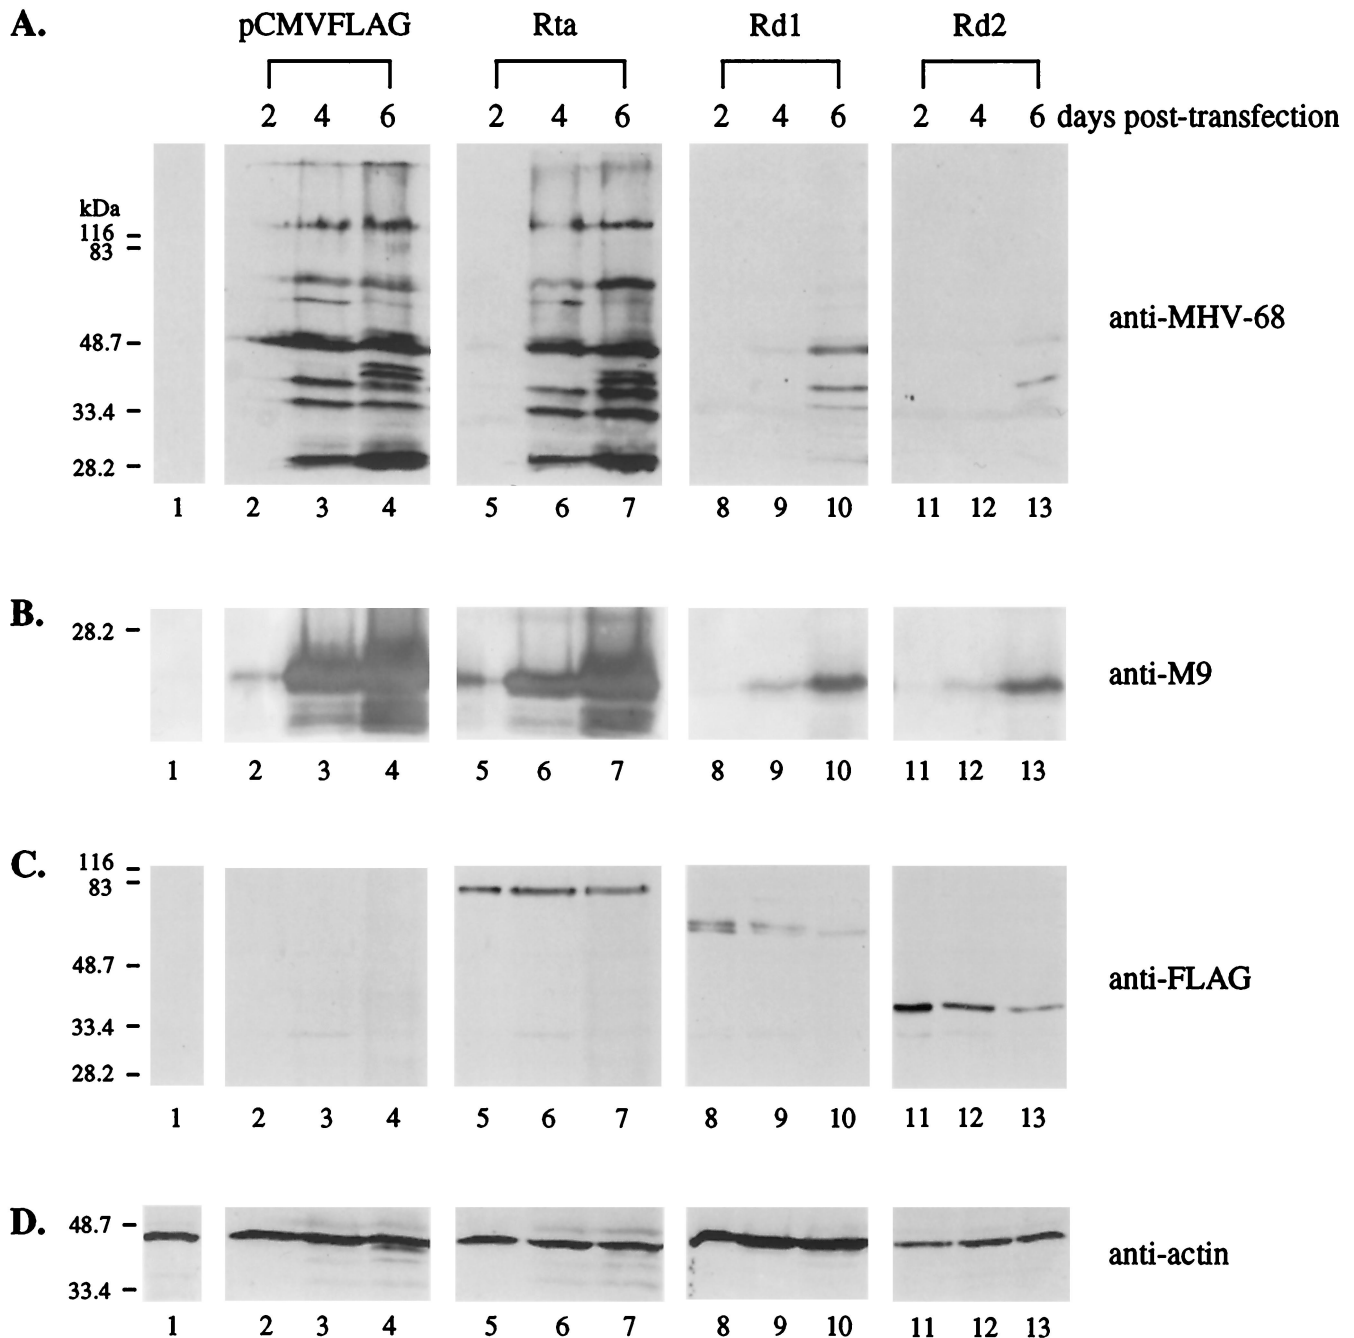 A.
pCMVFLAG Rta Rd1 Rd2
2 4 6 2 4 6 2 4 6 2 4 6 days post-transfection
kDa
116
83
48.7
33.4
28.2
anti-MHV-68
1 2 3 4 5 6 7 8 9 10 11 12 13
B.
28.2
anti-M9
1 2 3 4 5 6 7 8 9 10 11 12 13
C.
116
83
48.7
33.4
28.2
anti-FLAG
1 2 3 4 5 6 7 8 9 10 11 12 13
D.
48.7
33.4
anti-actin
1 2 3 4 5 6 7 8 9 10 11 12 13